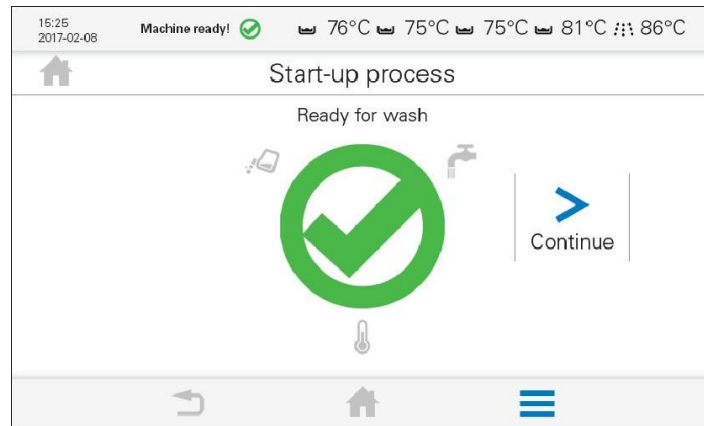 15:25
2017-02-08
Machine ready!
76°C 75°C 75°C 81°C 86°C
Start-up process
Ready for wash
Continue